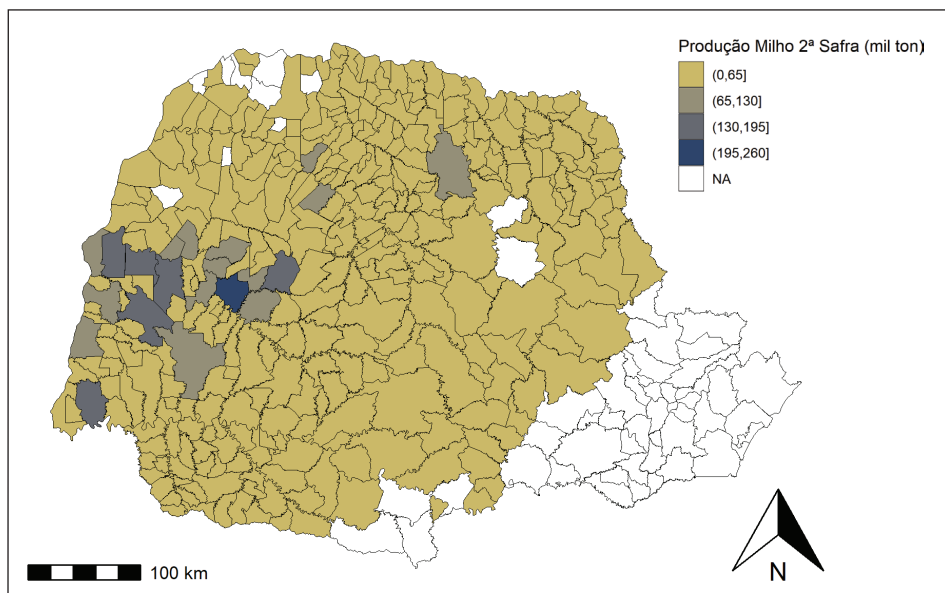 Produção Milho 2ª Safra (mil ton)
(0,65]
(65,130]
(130,195]
(195,260]
NA
100 km
N